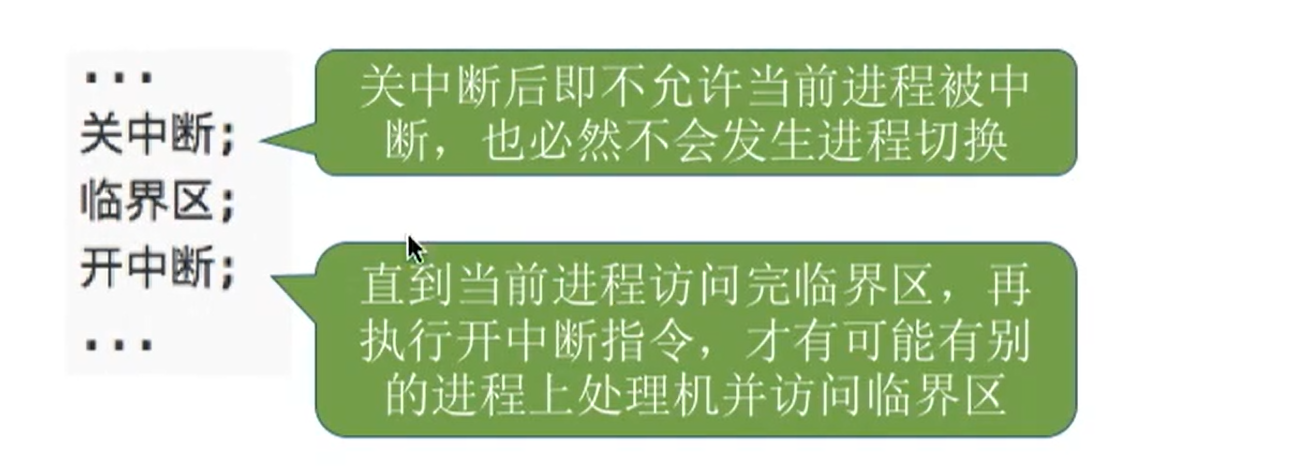 ...
关中断;
临界区;
开中断;
...
关中断后即不允许当前进程被中
断，也必然不会发生进程切换
直到当前进程访问完临界区，再
执行开中断指令，才有可能有别
的进程上处理机并访问临界区